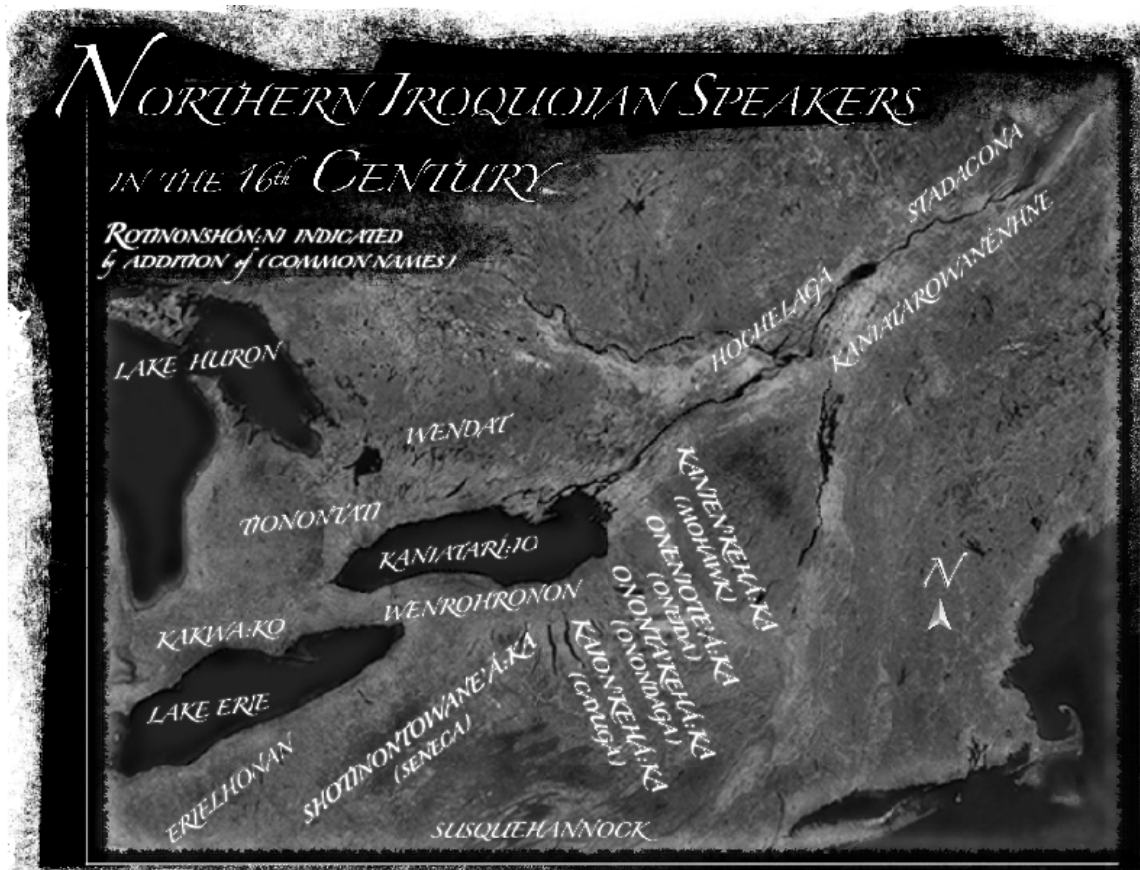 NORTHERN IROQUOIAN SPEAKERS
IN THE 16th CENTURY
ROTINONSHÓN:NI INDICATED
by ADDITION of (COMMON NAMES)
STADACONA
KANIATAROWANÉNHNE
HOCHELAGA
LAKE HURON
WENDAT
TIONONTATI
KANIATARÍ:IO
KANIEN'KEHÁ:KA
(MOHAWK)
ONENIOTE'Á:KA
(ONEIDA)
ONONTA'KEHÁ:KA
(ONONDAGA)
KAION'KEHÁ:KA
(CAYUGA)
N
WENROHRONON
KAKWA:KO
LAKE ERIE
SHOTINONTOWANE'Á:KA
(SENECA)
ERIELHONAN
SUSQUEHANNOCK